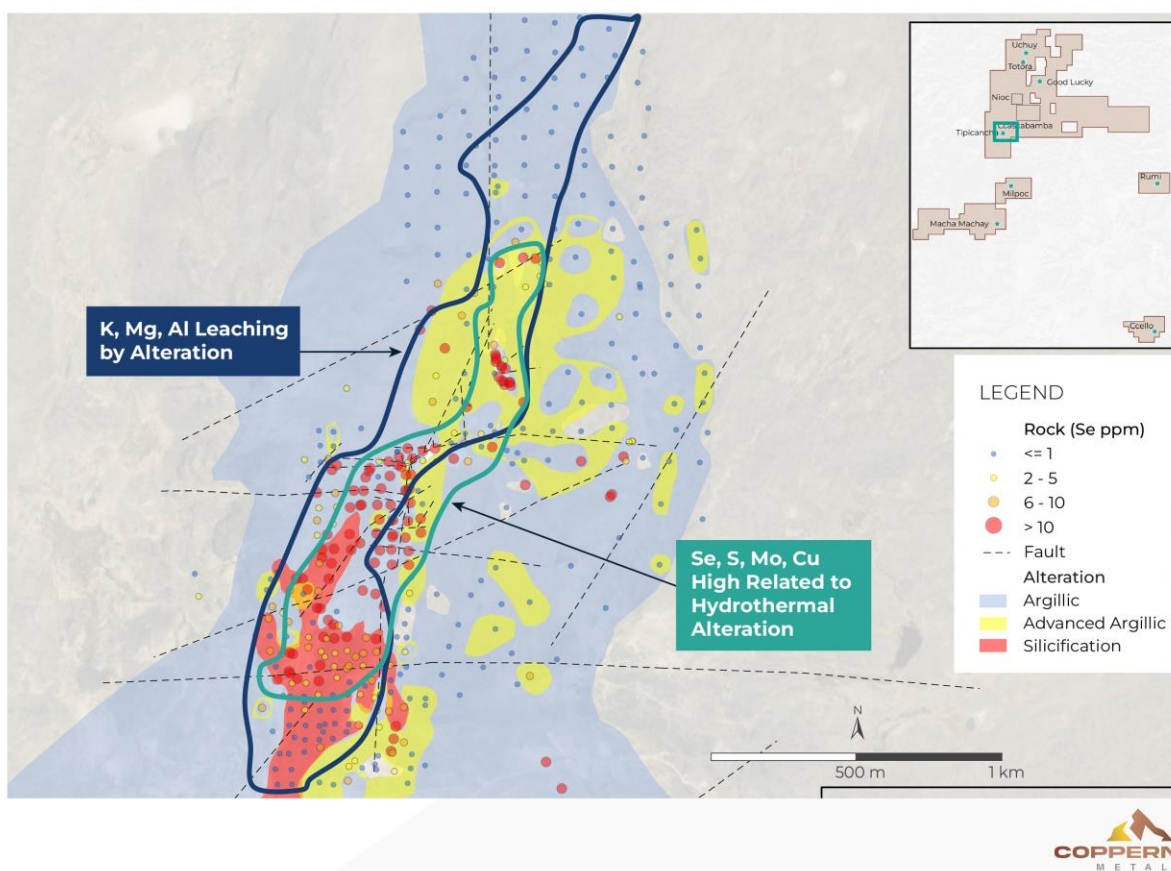 Uchuy
Totora
Good Lucky
Nioc
Ccascabamba
Tipicancha
Rumi
Milpoc
Macha Machay
Ccello
K, Mg, Al Leaching
by Alteration
LEGEND
Rock (Se ppm)
<= 1
2 - 5
6 - 10
> 10
Fault
Alteration
Argillic
Advanced Argillic
Silicification
Se, S, Mo, Cu
High Related to
Hydrothermal
Alteration
N
500 m
1 km
COPPERN
METAL